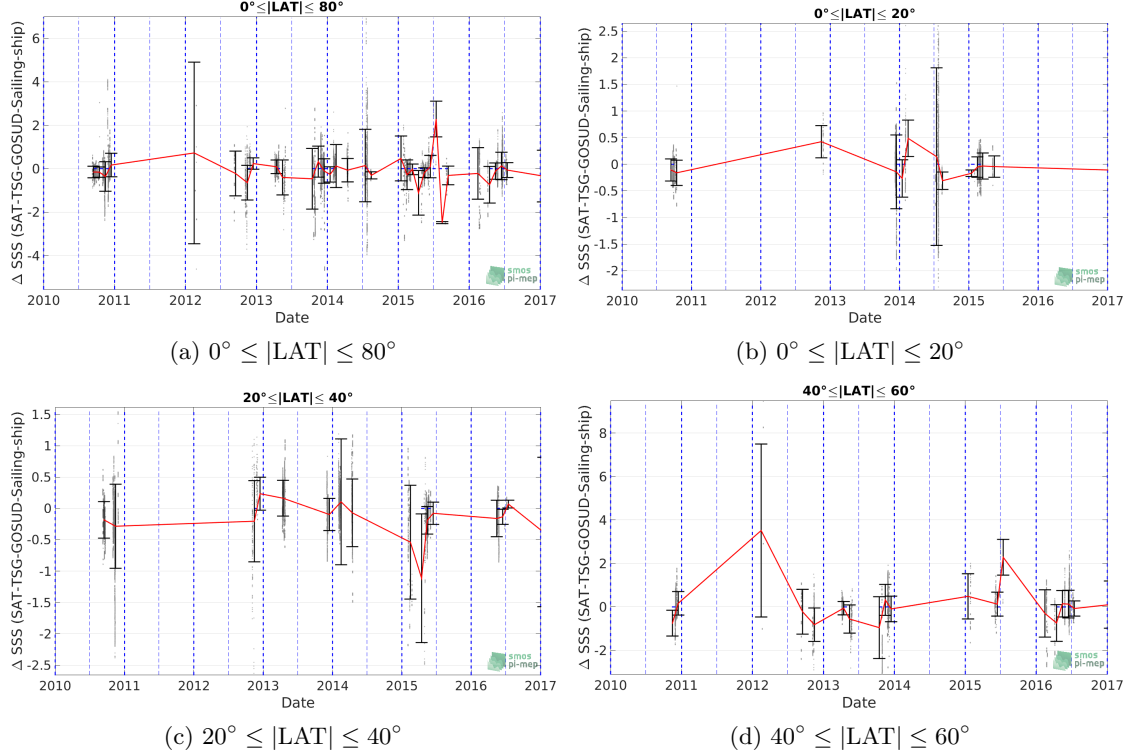 0°≤|LAT|≤ 80°
Δ SSS (SAT-TSG-GOSUD-Sailing-ship)
6
4
2
0
-2
-4
2010 2011 2012 2013 2014 2015 2016 2017
Date
smos
pi-mep
(a) 0° ≤ |LAT| ≤ 80°
0°≤|LAT|≤ 20°
Δ SSS (SAT-TSG-GOSUD-Sailing-ship)
2.5
2
1.5
1
0.5
0
-0.5
-1
-1.5
-2
2010 2011 2012 2013 2014 2015 2016 2017
Date
smos
pi-mep
(b) 0° ≤ |LAT| ≤ 20°
20°≤|LAT|≤ 40°
Δ SSS (SAT-TSG-GOSUD-Sailing-ship)
1.5
1
0.5
0
-0.5
-1
-1.5
-2
-2.5
2010 2011 2012 2013 2014 2015 2016 2017
Date
smos
pi-mep
(c) 20° ≤ |LAT| ≤ 40°
40°≤|LAT|≤ 60°
Δ SSS (SAT-TSG-GOSUD-Sailing-ship)
8
6
4
2
0
-2
2010 2011 2012 2013 2014 2015 2016 2017
Date
smos
pi-mep
(d) 40° ≤ |LAT| ≤ 60°